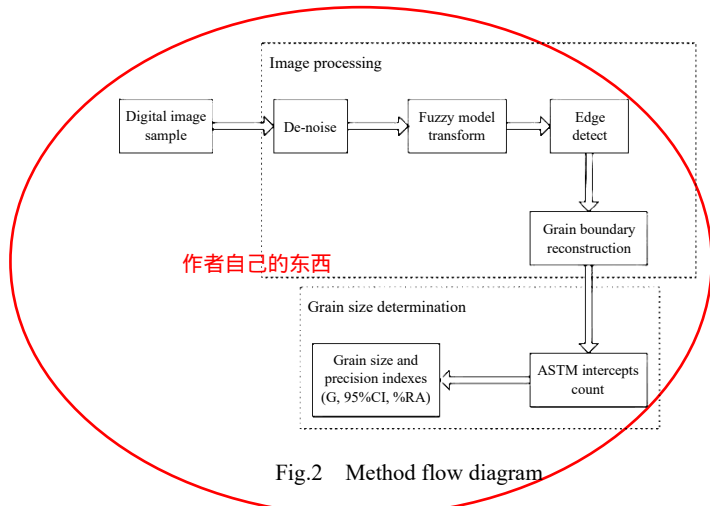 Image processing
Digital image
sample
De-noise
Fuzzy model
transform
Edge
detect
Grain boundary
reconstruction
作者自己的东西
Grain size determination
Grain size and
precision indexes
(G, 95%CI, %RA)
ASTM intercepts
count
Fig.2 Method flow diagram